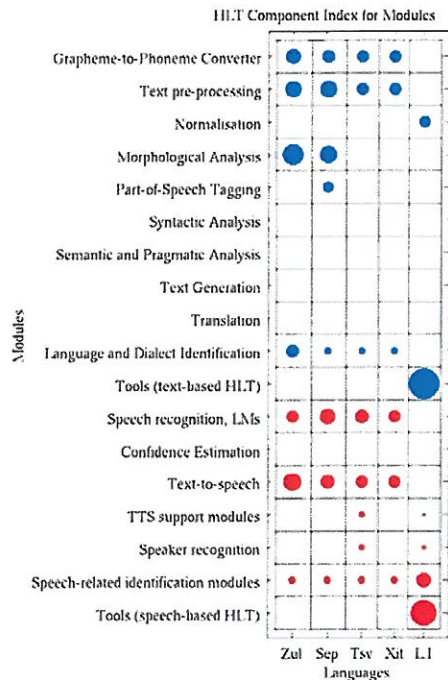 HLT Component Index for Modules
Grapheme-to-Phoneme Converter
Text pre-processing
Normalisation
Morphological Analysis
Part-of-Speech Tagging
Syntactic Analysis
Semantic and Pragmatic Analysis
Text Generation
Translation
Language and Dialect Identification
Tools (text-based HLT)
Speech recognition, LMs
Confidence Estimation
Text-to-speech
TTS support modules
Speaker recognition
Speech-related identification modules
Tools (speech-based HLT)
Modules
Zul Sep Tsv Xit L.I
Languages